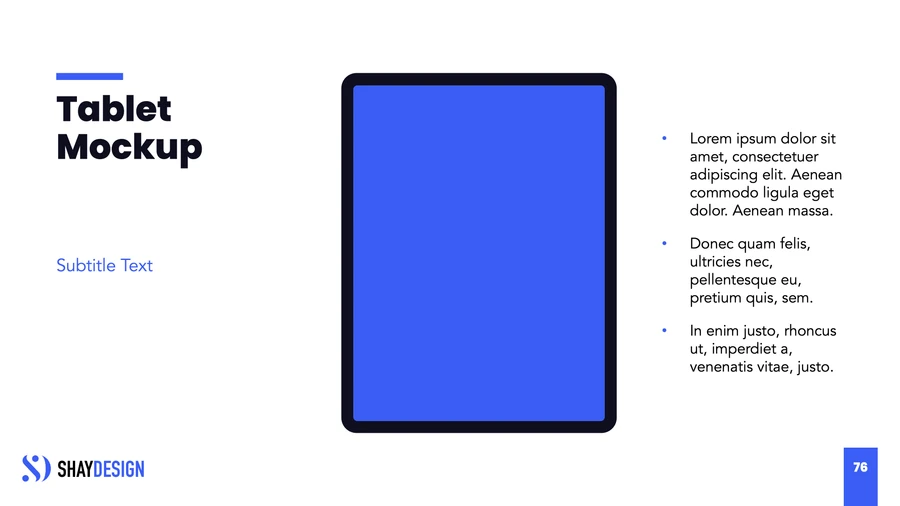 Tablet
Mockup
Subtitle Text
• Lorem ipsum dolor sit
amet, consectetuer
adipiscing elit. Aenean
commodo ligula eget
dolor. Aenean massa.
• Donec quam felis,
ultricies nec,
pellentesque eu,
pretium quis, sem.
• In enim justo, rhoncus
ut, imperdiet a,
venenatis vitae, justo.
SHAYDESIGN
76